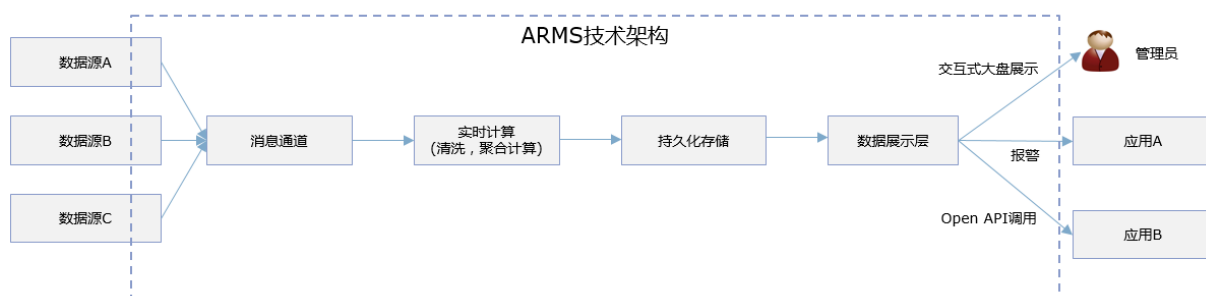 ARMS技术架构
数据源A
数据源B
数据源C
消息通道
实时计算
(清洗，聚合计算)
持久化存储
数据展示层
交互式大盘展示
管理员
报警
应用A
Open API调用
应用B